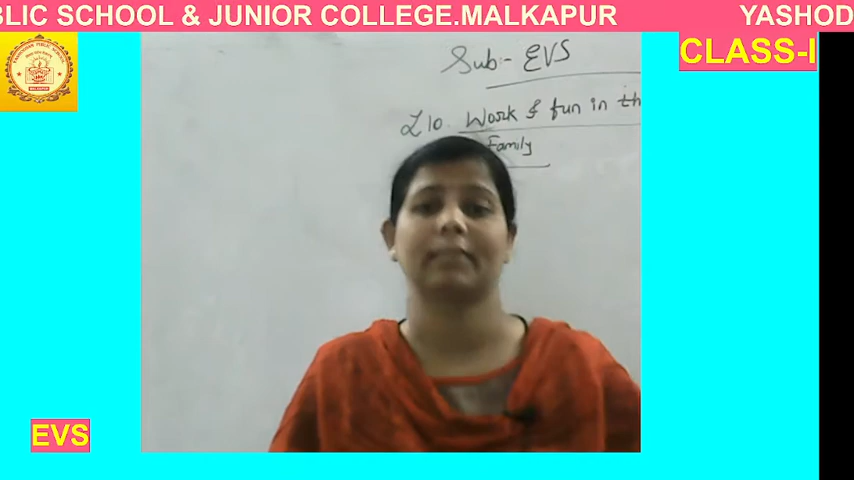 BLIC SCHOOL & JUNIOR COLLEGE.MALKAPUR YASHOD
CLASS-I
Sub:- EVS
L10. Work & fun in th
Family
EVS